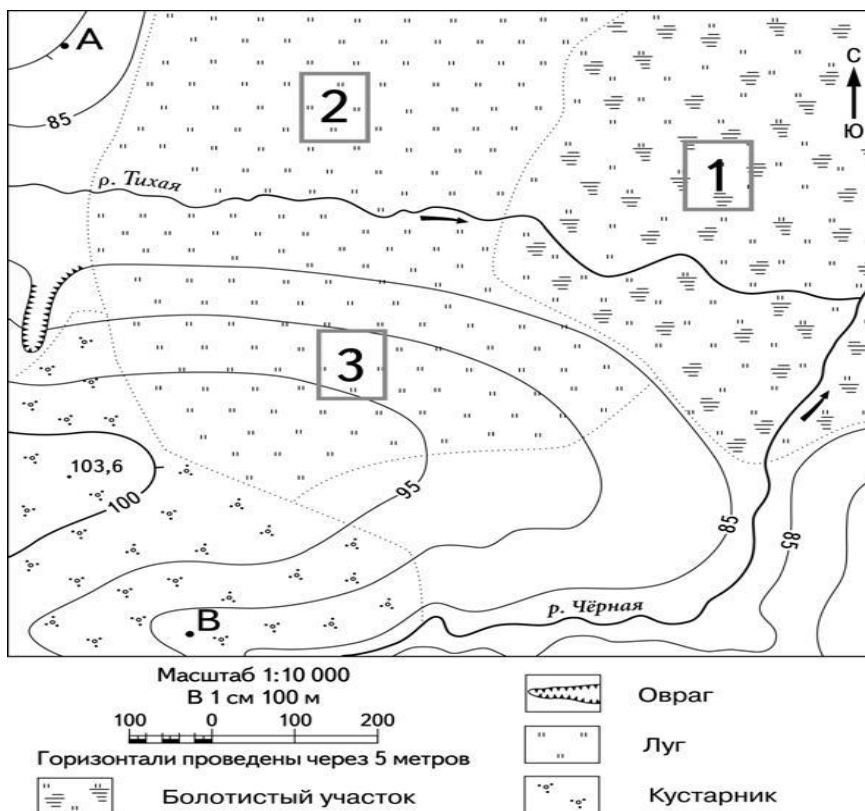 А
С
2
85
Ю
1
р. Тихая
3
103,6
100
95
85
85
В
р. Чёрная
Масштаб 1:10 000
В 1 см 100 м
100 0 100 200
Горизонтали проведены через 5 метров
Болотистый участок
Овраг
Луг
Кустарник